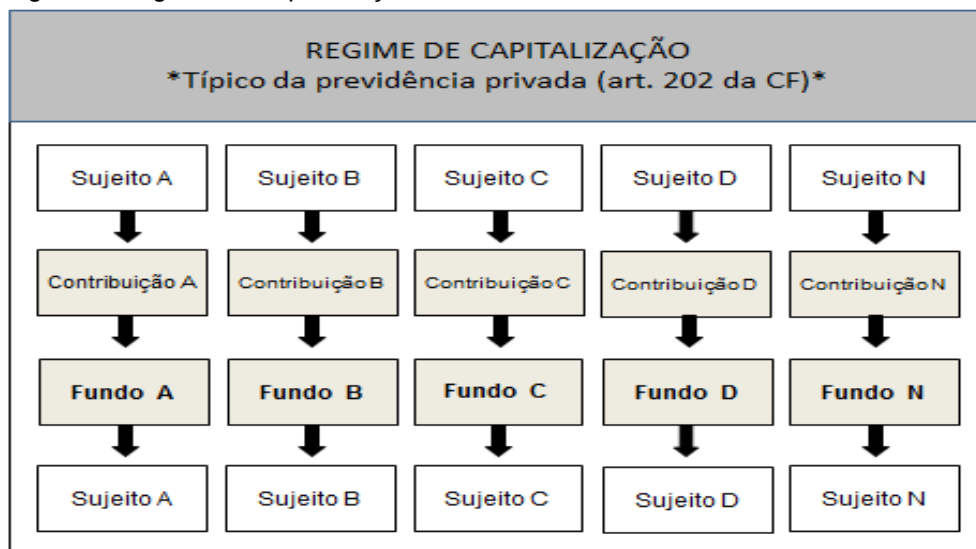 REGIME DE CAPITALIZAÇÃO
*Típico da previdência privada (art. 202 da CF)*
Sujeito A Sujeito B Sujeito C Sujeito D Sujeito N
Contribuição A Contribuição B Contribuição C Contribuição D Contribuição N
Fundo A Fundo B Fundo C Fundo D Fundo N
Sujeito A Sujeito B Sujeito C Sujeito D Sujeito N